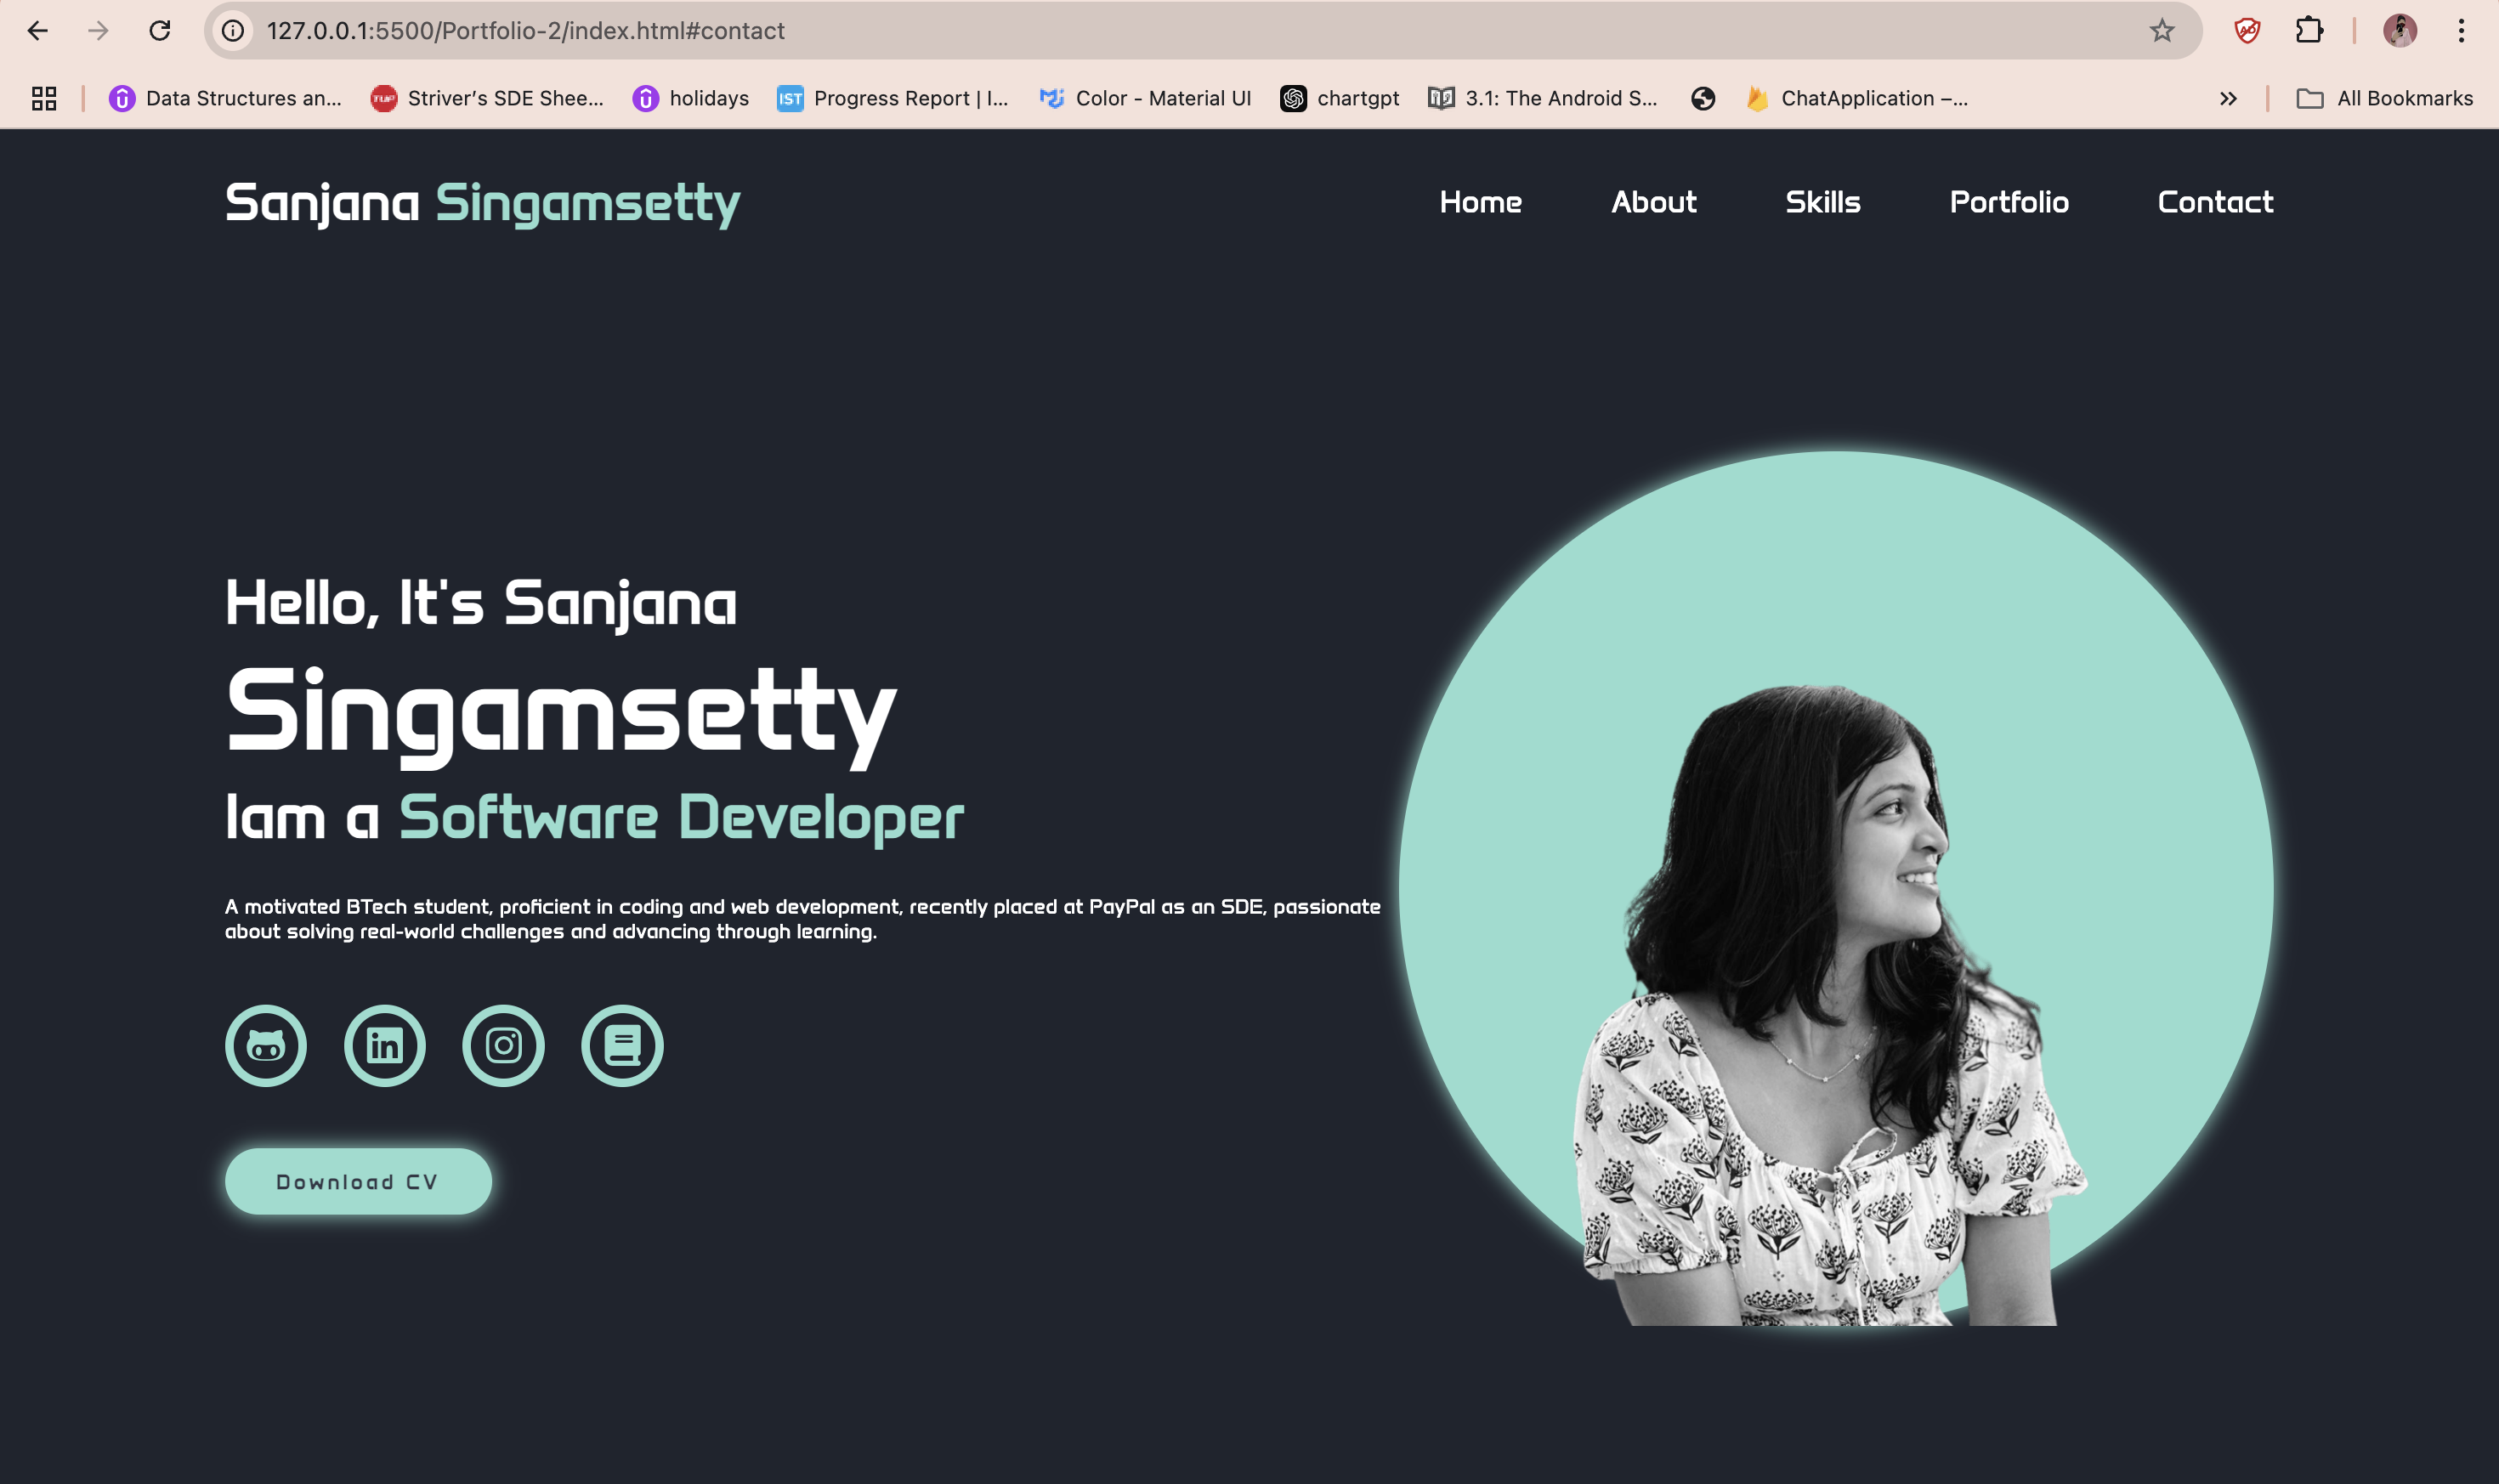 127.0.0.1:5500/Portfolio-2/index.html#contact
Data Structures an...
Striver's SDE Shee...
holidays
IST
Progress Report | I...
Color - Material UI
chartgpt
3.1: The Android S...
ChatApplication –...
All Bookmarks
Sanjana Singamsetty
Home
About
Skills
Portfolio
Contact
Hello, It's Sanjana
Singamsetty
Iam a Software Developer
A motivated BTech student, proficient in coding and web development, recently placed at PayPal as an SDE, passionate
about solving real-world challenges and advancing through learning.
in
Download CV